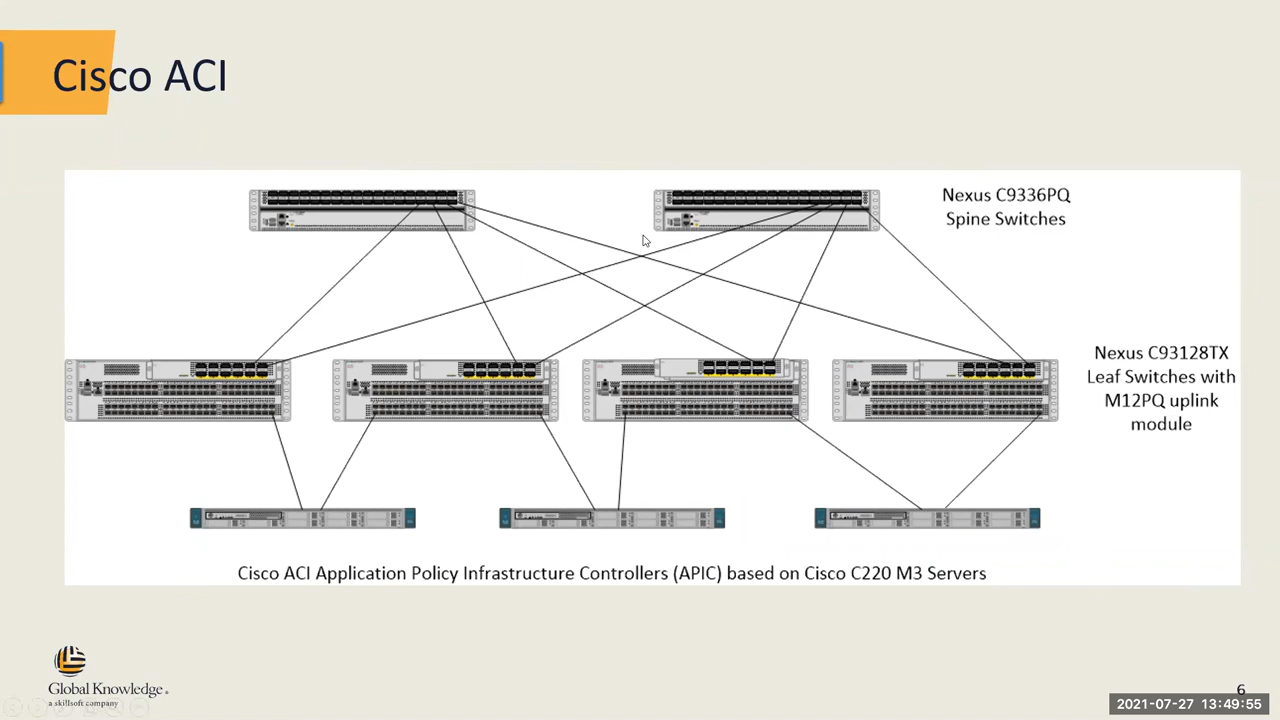 Cisco ACI
Nexus C9336PQ
Spine Switches
Nexus C93128TX
Leaf Switches with
M12PQ uplink
module
Cisco ACI Application Policy Infrastructure Controllers (APIC) based on Cisco C220 M3 Servers
Global Knowledge®
a skillsoft company
6
2021-07-27 13:49:55